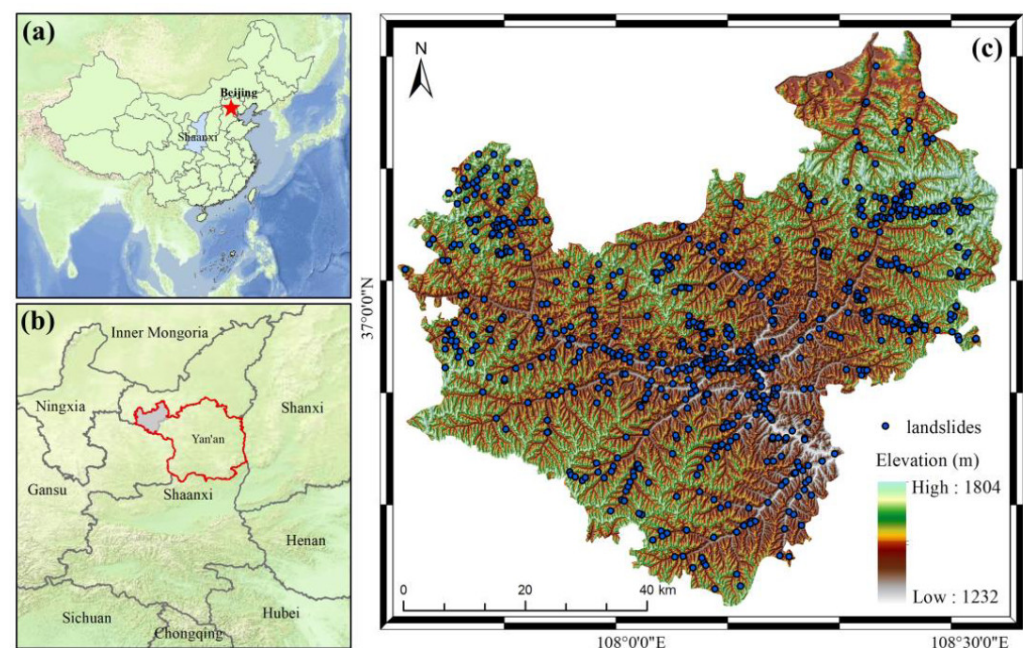 (a)
Beijing
Shaanxi
(b)
Inner Mongoria
Ningxia
Shanxi
Yan'an
Gansu
Shaanxi
Henan
Sichuan
Hubei
Chongqing
(c)
N
37°0'0"N
landslides
Elevation (m)
High : 1804
Low : 1232
0 20 40 km
108°0'0"E 108°30'0"E